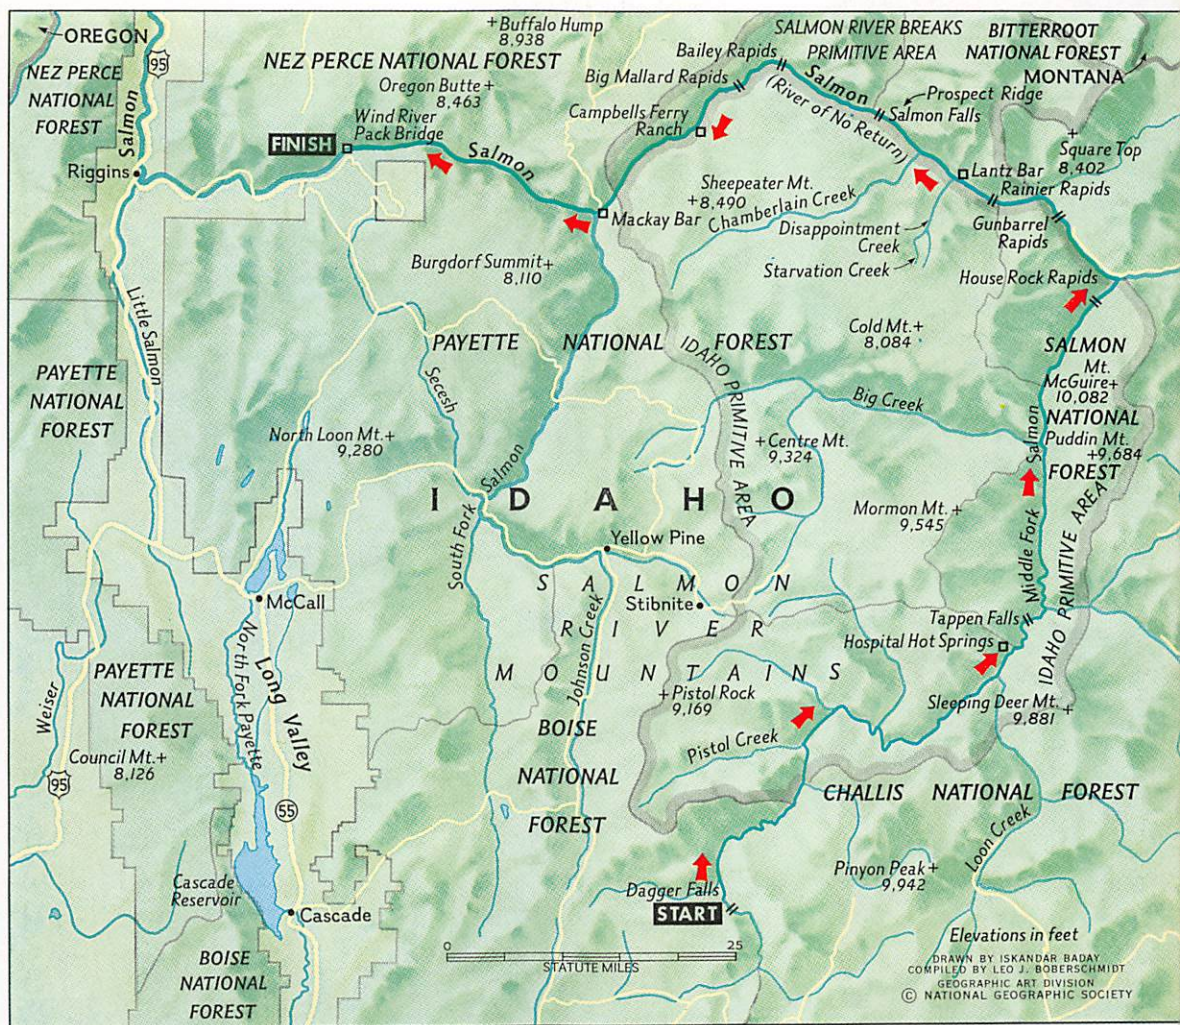 OREGON
95
NEZ PERCE
NATIONAL
FOREST
Salmon
Riggins
+Buffalo Hump
8,938
NEZ PERCE NATIONAL FOREST
Oregon Butte+
8,463
Wind River
Pack Bridge
FINISH
Salmon
Bailey Rapids
Big Mallard Rapids
Campbells Ferry
Ranch
SALMON RIVER BREAKS
PRIMITIVE AREA
BITTERROOT
NATIONAL FOREST
MONTANA
Salmon
(River of No Return)
Prospect Ridge
Salmon Falls
+
Square Top
8,402
Lantz Bar
Rainier Rapids
Gunbarrel
Rapids
Sheepeater Mt.
+8,490
Chamberlain Creek
Mackay Bar
Disappointment
Creek
Starvation Creek
House Rock Rapids
Burgdorf Summit+
8,110
Little Salmon
PAYETTE NATIONAL FOREST
IDAHO PRIMITIVE AREA
Cold Mt.+
8,084
SALMON
Mt.
McGuire+
10,082
NATIONAL
Puddin Mt.
+9,684
FOREST
PAYETTE
NATIONAL
FOREST
Secesh
Big Creek
North Loon Mt.+
9,280
+Centre Mt.
9,324
Salmon
IDAHO
Mormon Mt.+
9,545
Middle Fork Salmon
IDAHO PRIMITIVE AREA
South Fork
Yellow Pine
Stibnite
SALMON
RIVER
MOUNTAINS
McCall
Tappen Falls
Hospital Hot Springs
Johnson Creek
North Fork Payette
Long Valley
Weiser
PAYETTE
NATIONAL
FOREST
Council Mt.+
8,126
95
55
+Pistol Rock
9,169
Pistol Creek
Sleeping Deer Mt.
9,881 +
BOISE
NATIONAL
FOREST
CHALLIS NATIONAL FOREST
Loon Creek
Pinyon Peak+
9,942
Dagger Falls
START
Cascade
Reservoir
Cascade
BOISE
NATIONAL
FOREST
0 25
STATUTE MILES
Elevations in feet
DRAWN BY ISKANDAR BADAY
COMPILED BY LEO J. BOBERSCHMIDT
GEOGRAPHIC ART DIVISION
© NATIONAL GEOGRAPHIC SOCIETY